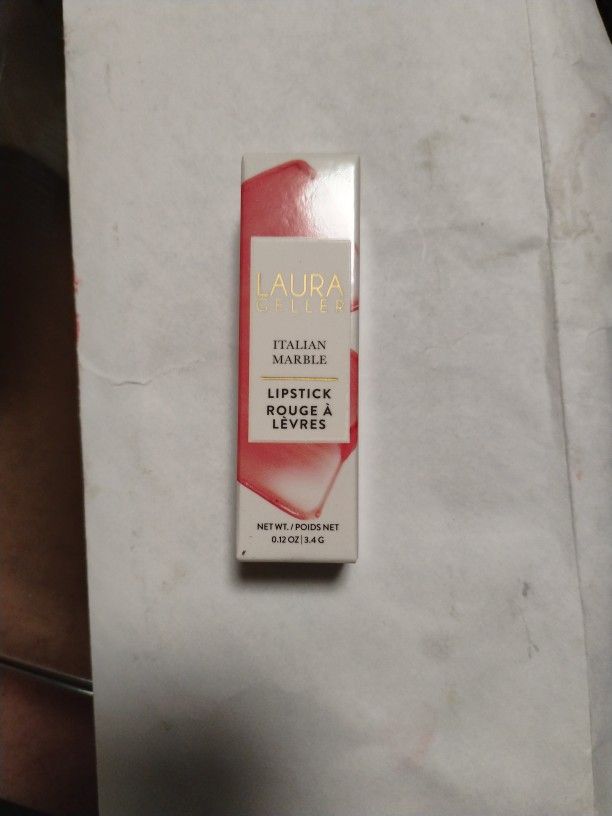 LAURA
GELLER
ITALIAN
MARBLE
LIPSTICK
ROUGE À
LÈVRES
NET WT. / POIDS NET
0.12 OZ | 3.4 G